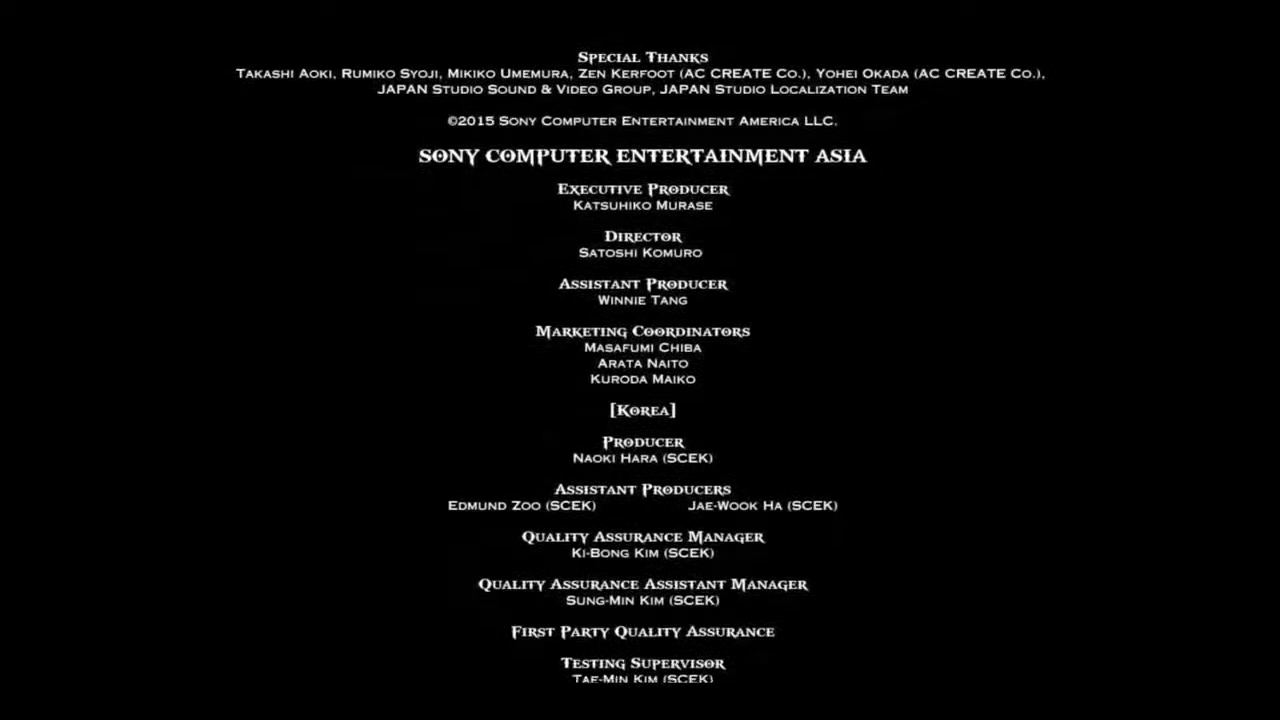 Special Thanks
Takashi Aoki, Rumiko Syoji, Mikiko Umemura, Zen Kerfoot (AC CREATE Co.), Yohei Okada (AC CREATE Co.),
JAPAN Studio Sound & Video Group, JAPAN Studio Localization Team
©2015 Sony Computer Entertainment America LLC.
SONY COMPUTER ENTERTAINMENT ASIA
Executive Producer
Katsuhiko Murase
Director
Satoshi Komuro
Assistant Producer
Winnie Tang
Marketing Coordinators
Masafumi Chiba
Arata Naito
Kuroda Maiko
[Korea]
Producer
Naoki Hara (SCEK)
Assistant Producers
Edmund Zoo (SCEK) Jae-Wook Ha (SCEK)
Quality Assurance Manager
Ki-Bong Kim (SCEK)
Quality Assurance Assistant Manager
Sung-Min Kim (SCEK)
First Party Quality Assurance
Testing Supervisor
Tae-Min Kim (SCEK)